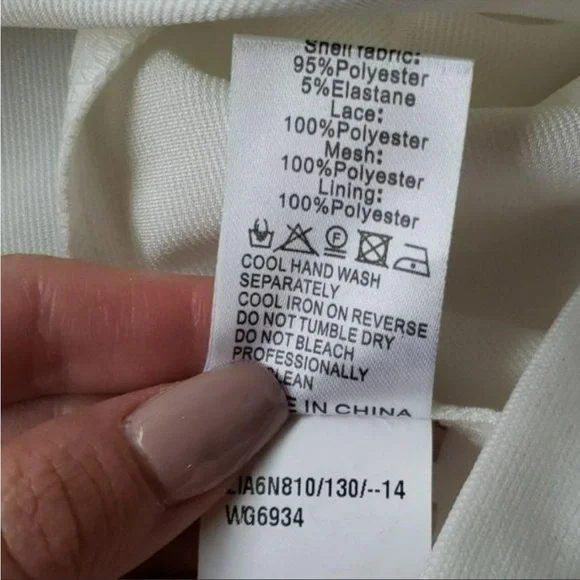 Shell fabric:
95%Polyester
5%Elastane
Lace:
100%Polyester
Mesh:
100%Polyester
Lining:
100%Polyester
F
COOL HAND WASH
SEPARATELY
COOL IRON ON REVERSE
DO NOT TUMBLE DRY
DO NOT BLEACH
PROFESSIONALLY
LEAN
E IN CHINA
IA6N810/130/--14
WG6934